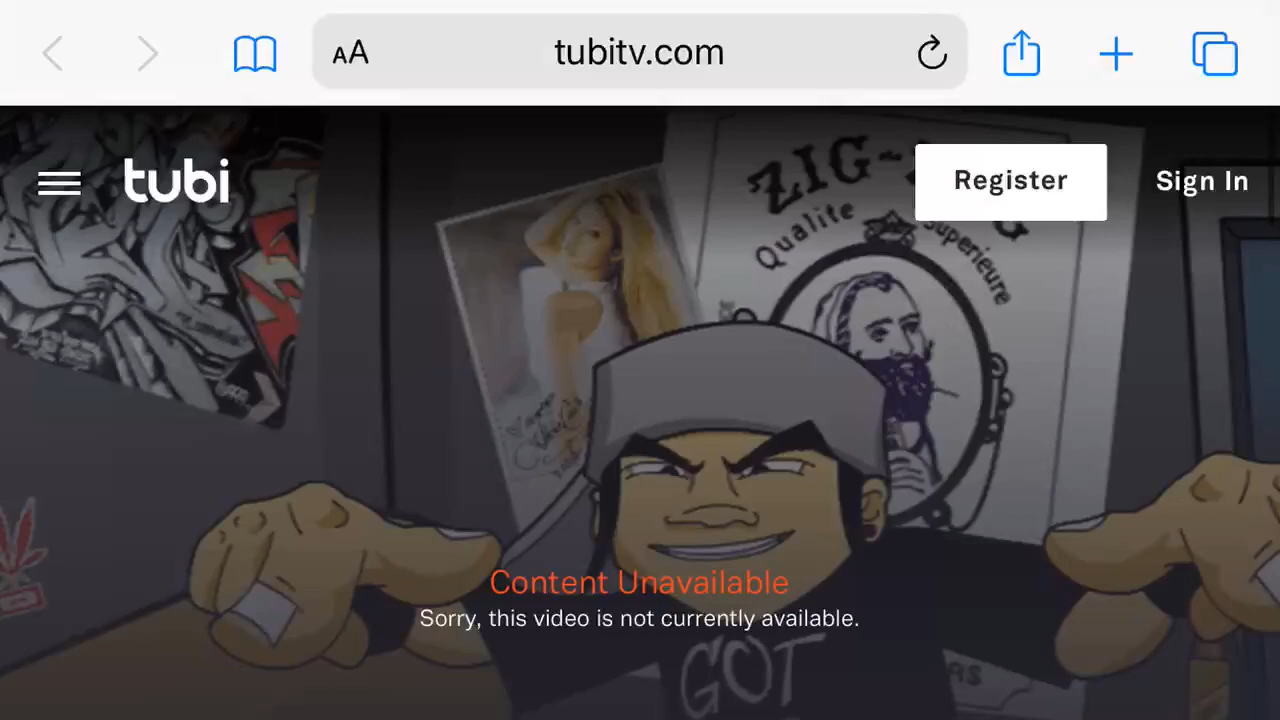 AA
tubitv.com
tubi
Register
Sign In
ZIG-
Qualite
Superieure
Content Unavailable
Sorry, this video is not currently available.
GOT